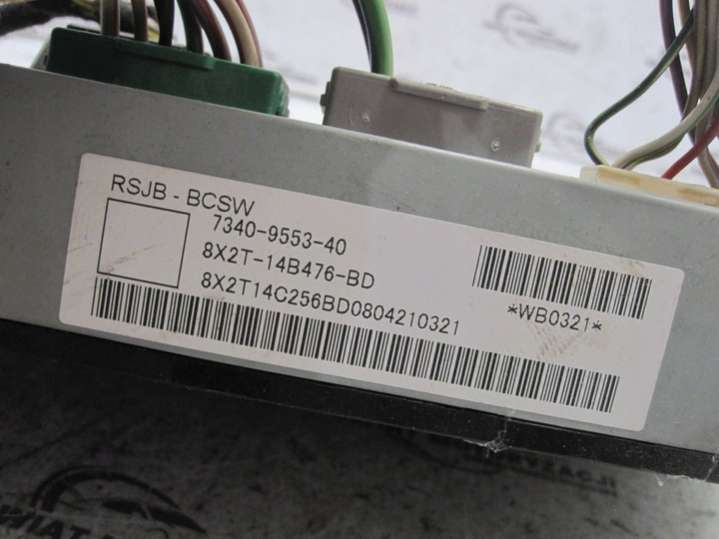 RSJB - BCSW
7340-9553-40
8X2T-14B476-BD
8X2T14C256BD0804210321
*WB0321*